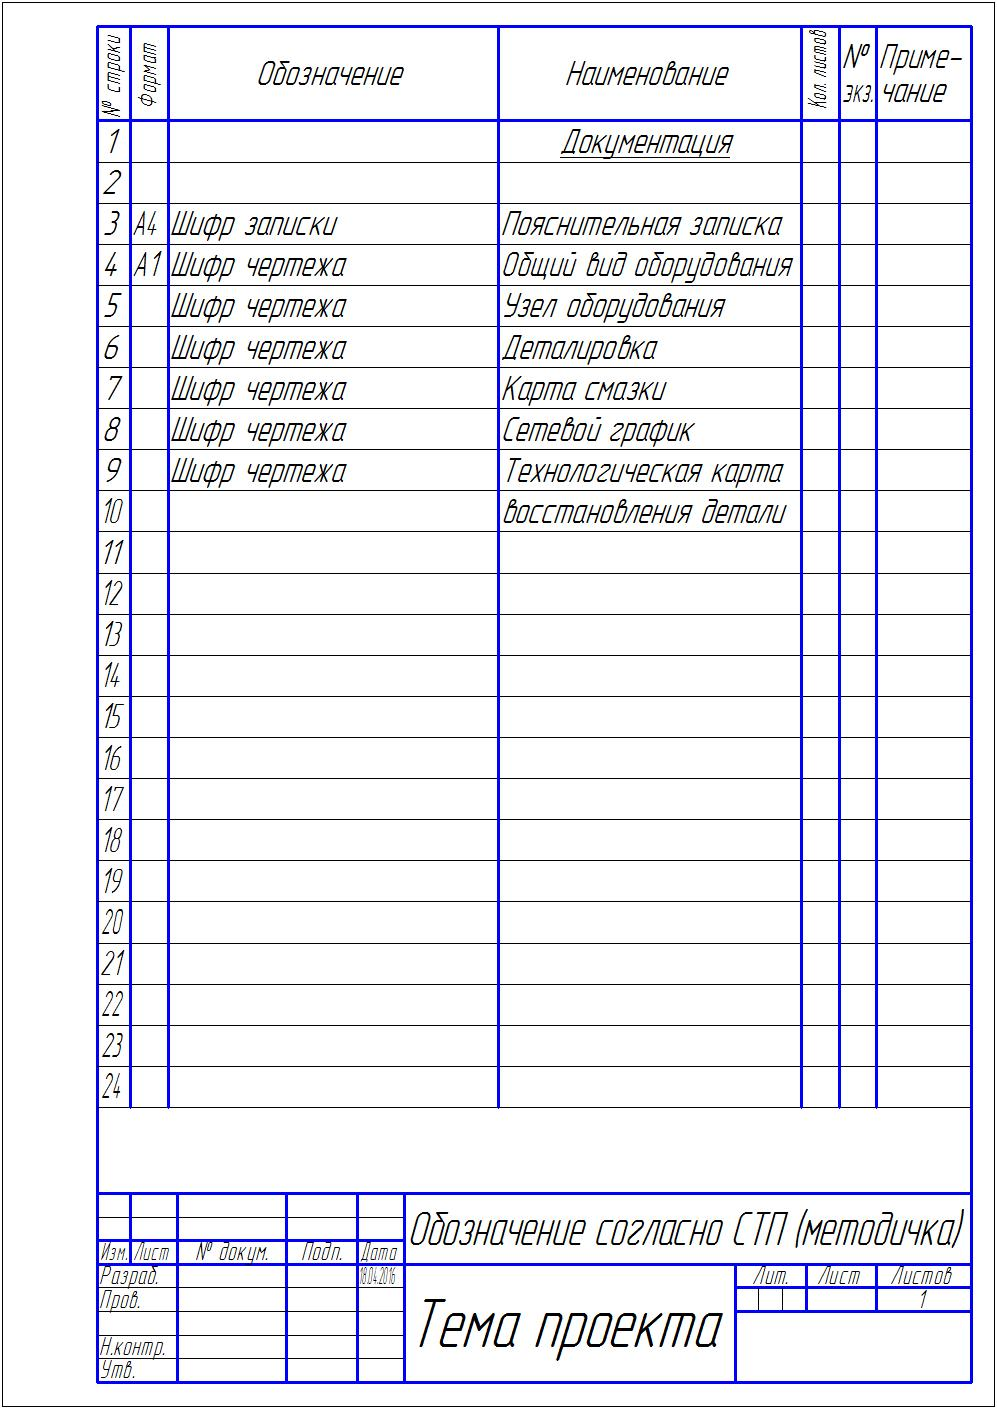 № строки Формат Обозначение Наименование Кол. листов № экз. Приме-
чание
1 Документация
2
3 А4 Шифр записки Пояснительная записка
4 А1 Шифр чертежа Общий вид оборудования
5 Шифр чертежа Узел оборудования
6 Шифр чертежа Деталировка
7 Шифр чертежа Карта смазки
8 Шифр чертежа Сетевой график
9 Шифр чертежа Технологическая карта
10 восстановления детали
11
12
13
14
15
16
17
18
19
20
21
22
23
24
Обозначение согласно СТП (методичка)
Изм. Лист № докум. Подп. Дата
Разраб. 18.04.2016
Пров.
Н.контр.
Утв.
Тема проекта
Лит. Лист Листов
1